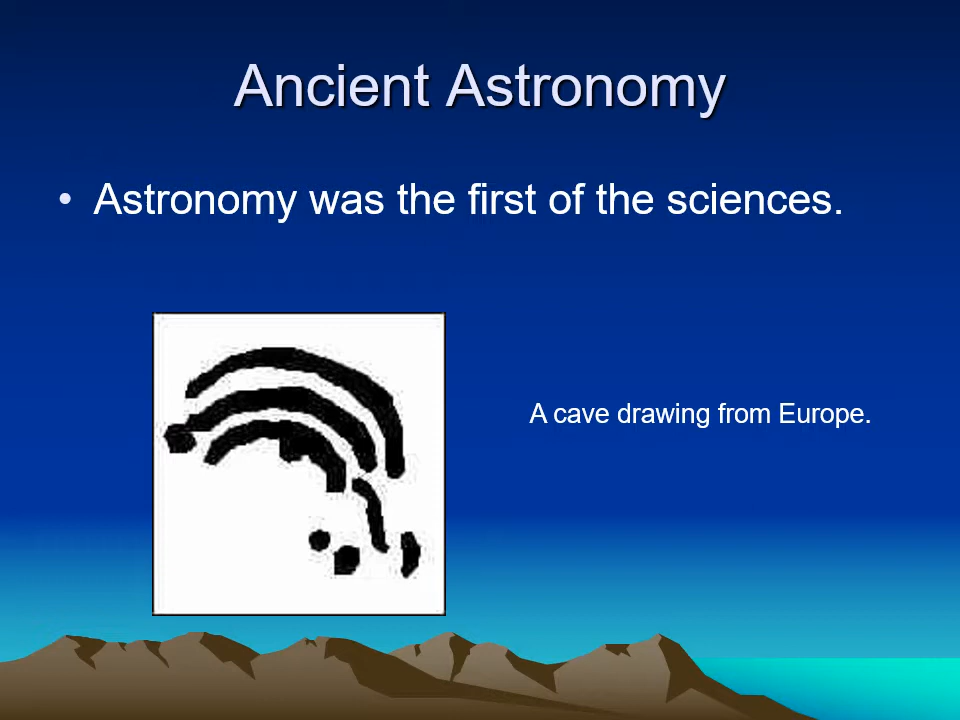 Ancient Astronomy
• Astronomy was the first of the sciences.
A cave drawing from Europe.